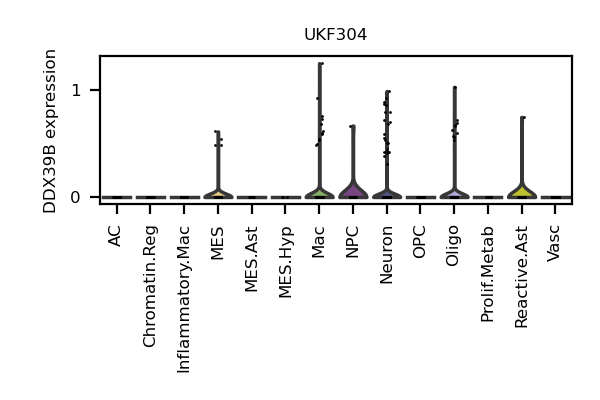 UKF304
DDX39B expression
1
0
AC
Chromatin.Reg
Inflammatory.Mac
MES
MES.Ast
MES.Hyp
Mac
NPC
Neuron
OPC
Oligo
Prolif.Metab
Reactive.Ast
Vasc